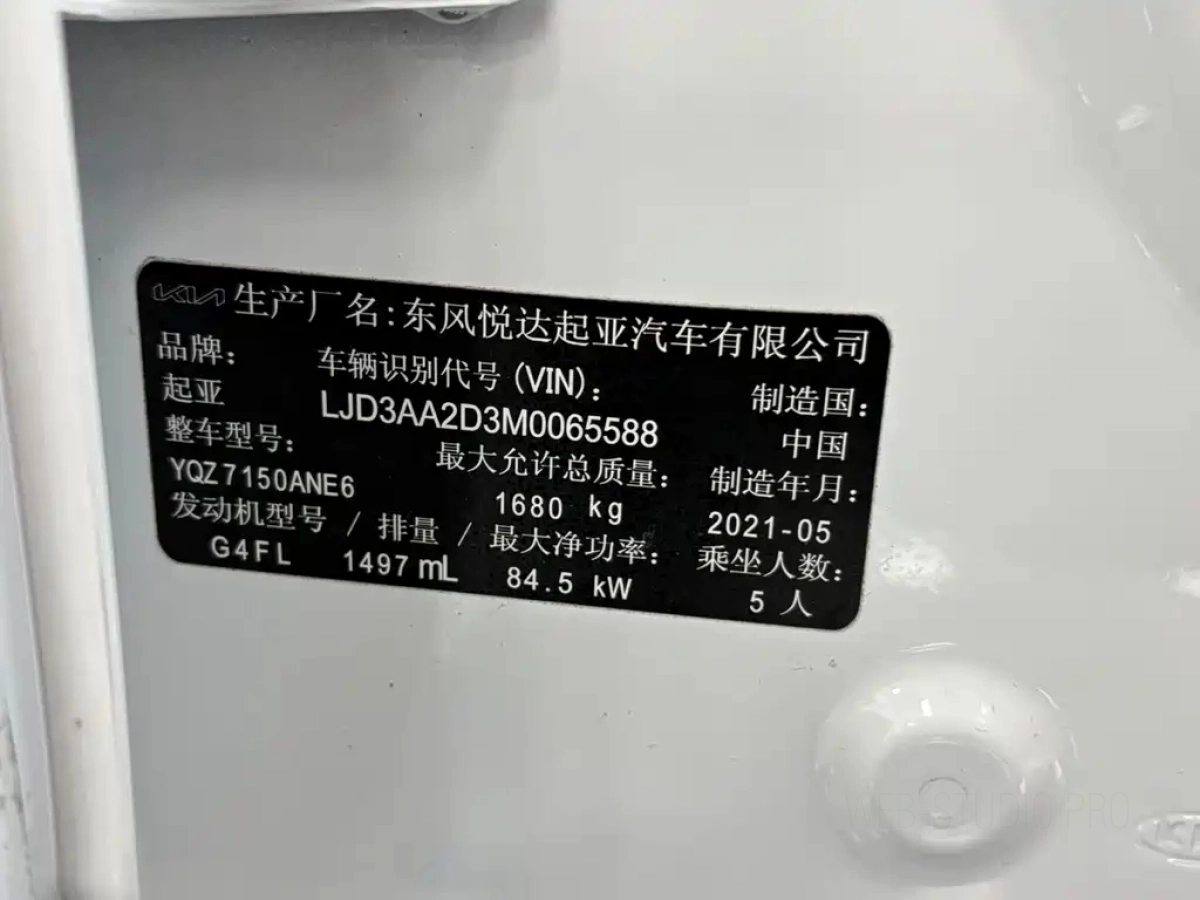 KIA 生产厂名:东风悦达起亚汽车有限公司
品牌: 车辆识别代号(VIN): 制造国:
起亚 LJD3AA2D3M0065588 中国
整车型号: 最大允许总质量: 制造年月:
YQZ7150ANE6 1680 kg 2021-05
发动机型号 / 排量 / 最大净功率: 乘坐人数:
G4FL 1497 mL 84.5 kW 5 人